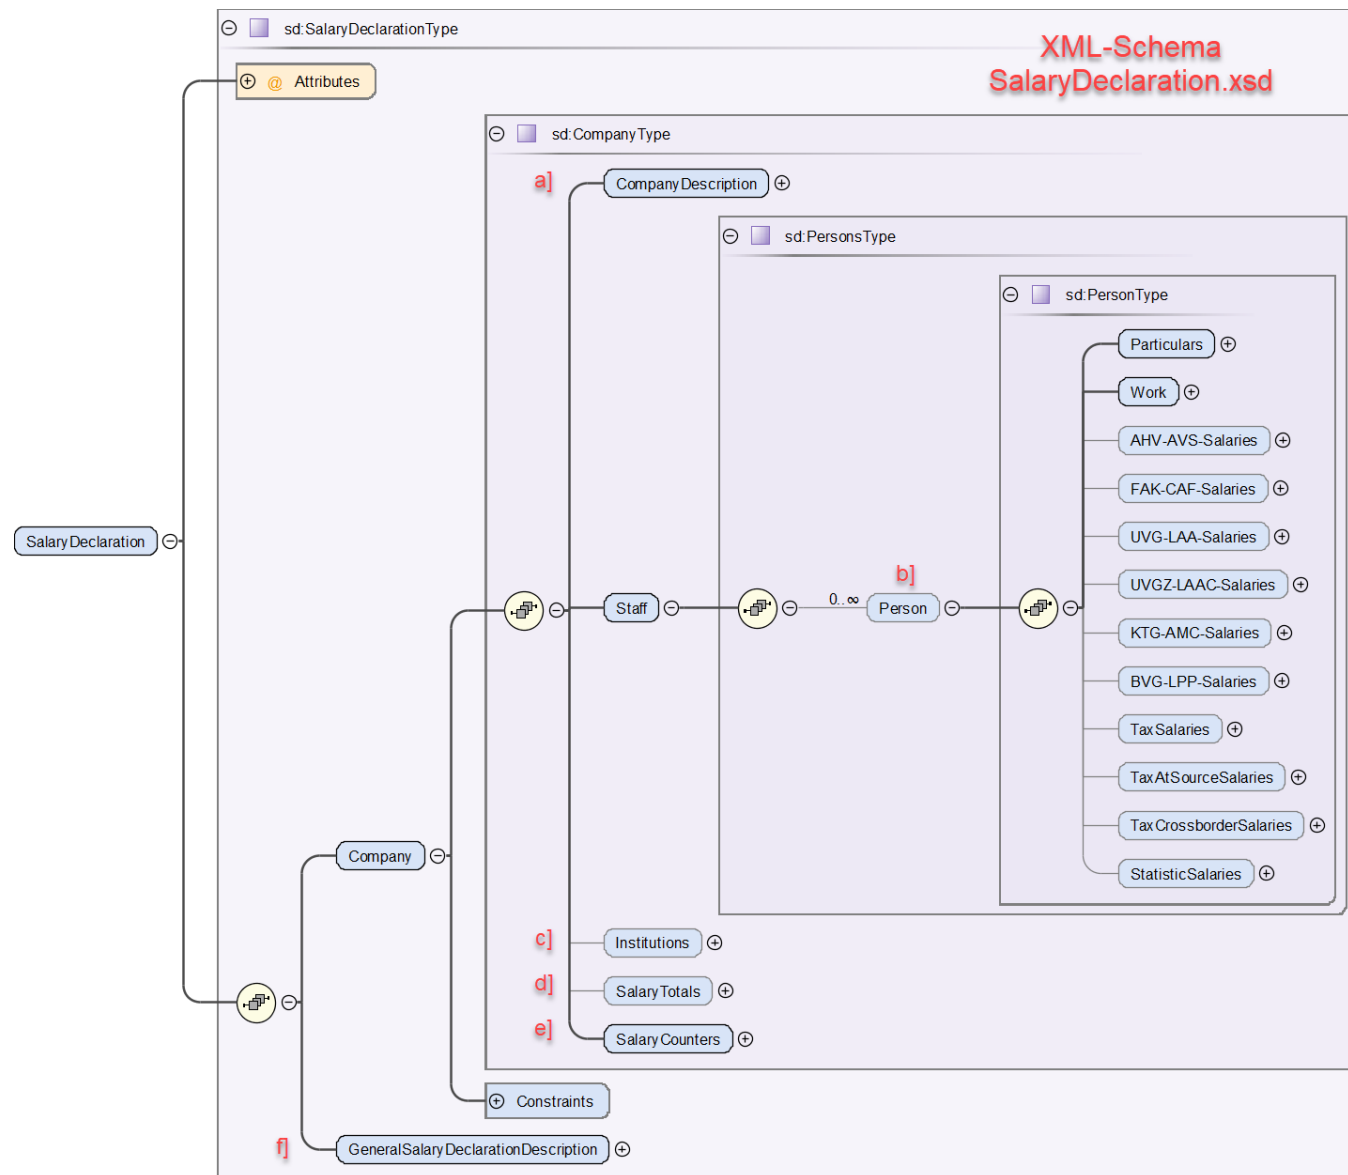 sd:SalaryDeclarationType
XML-Schema
SalaryDeclaration.xsd
@ Attributes
sd:CompanyType
a] CompanyDescription
sd:PersonsType
sd:PersonType
Particulars
Work
AHV-AVS-Salaries
FAK-CAF-Salaries
UVG-LAA-Salaries
SalaryDeclaration
b]
UVGZ-LAAC-Salaries
Staff
0..∞
Person
KTG-AMC-Salaries
BVG-LPP-Salaries
TaxSalaries
TaxAtSourceSalaries
TaxCrossborderSalaries
Company
StatisticSalaries
c] Institutions
d] SalaryTotals
e] SalaryCounters
Constraints
f] GeneralSalaryDeclarationDescription